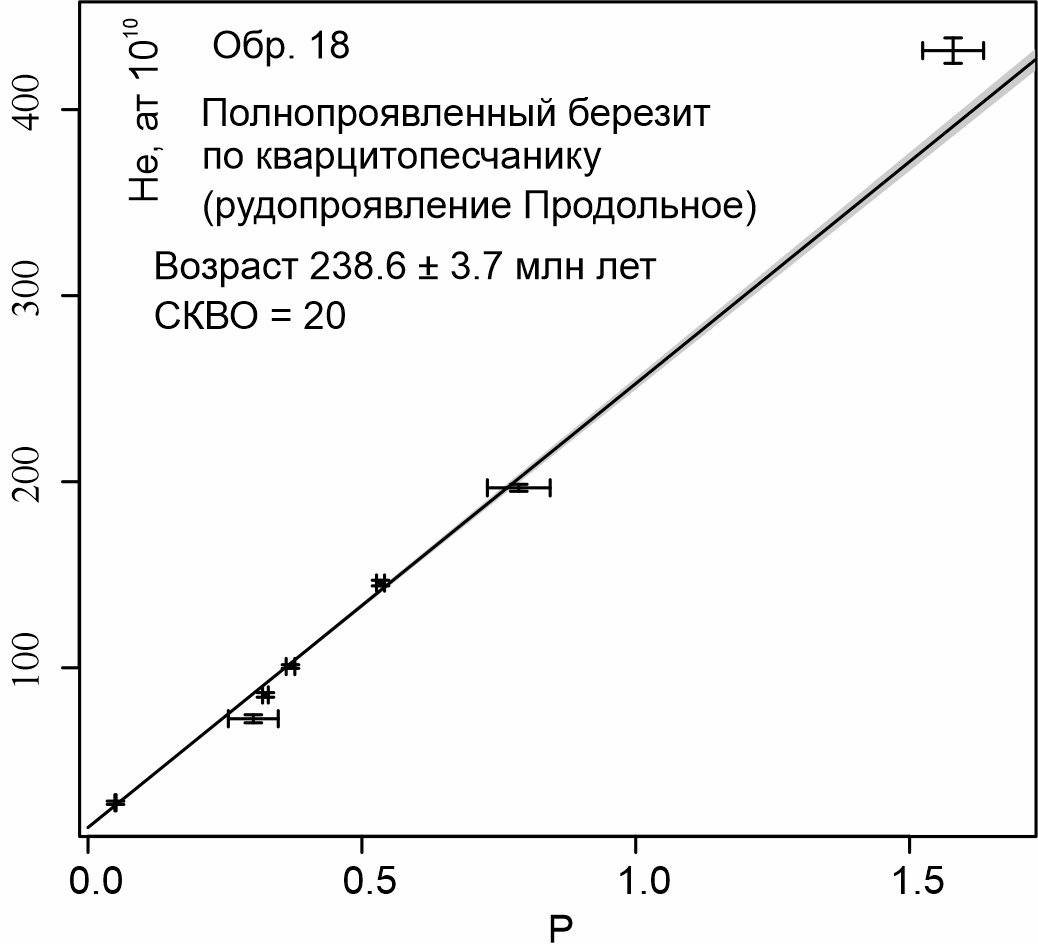 Обр. 18
He, ат 10¹⁰
Полнопроявленный березит
по кварцитопесчанику
(рудопроявление Продольное)
Возраст 238.6 ± 3.7 млн лет
СКВО = 20
400
300
200
100
0.0 0.5 1.0 1.5
P